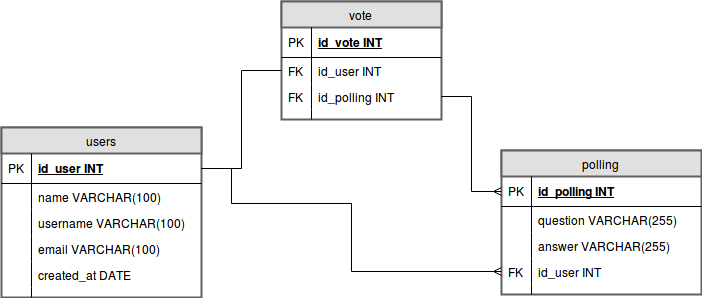 vote
PK id_vote INT
FK id_user INT
FK id_polling INT
users
PK id_user INT
name VARCHAR(100)
username VARCHAR(100)
email VARCHAR(100)
created_at DATE
polling
PK id_polling INT
question VARCHAR(255)
answer VARCHAR(255)
FK id_user INT